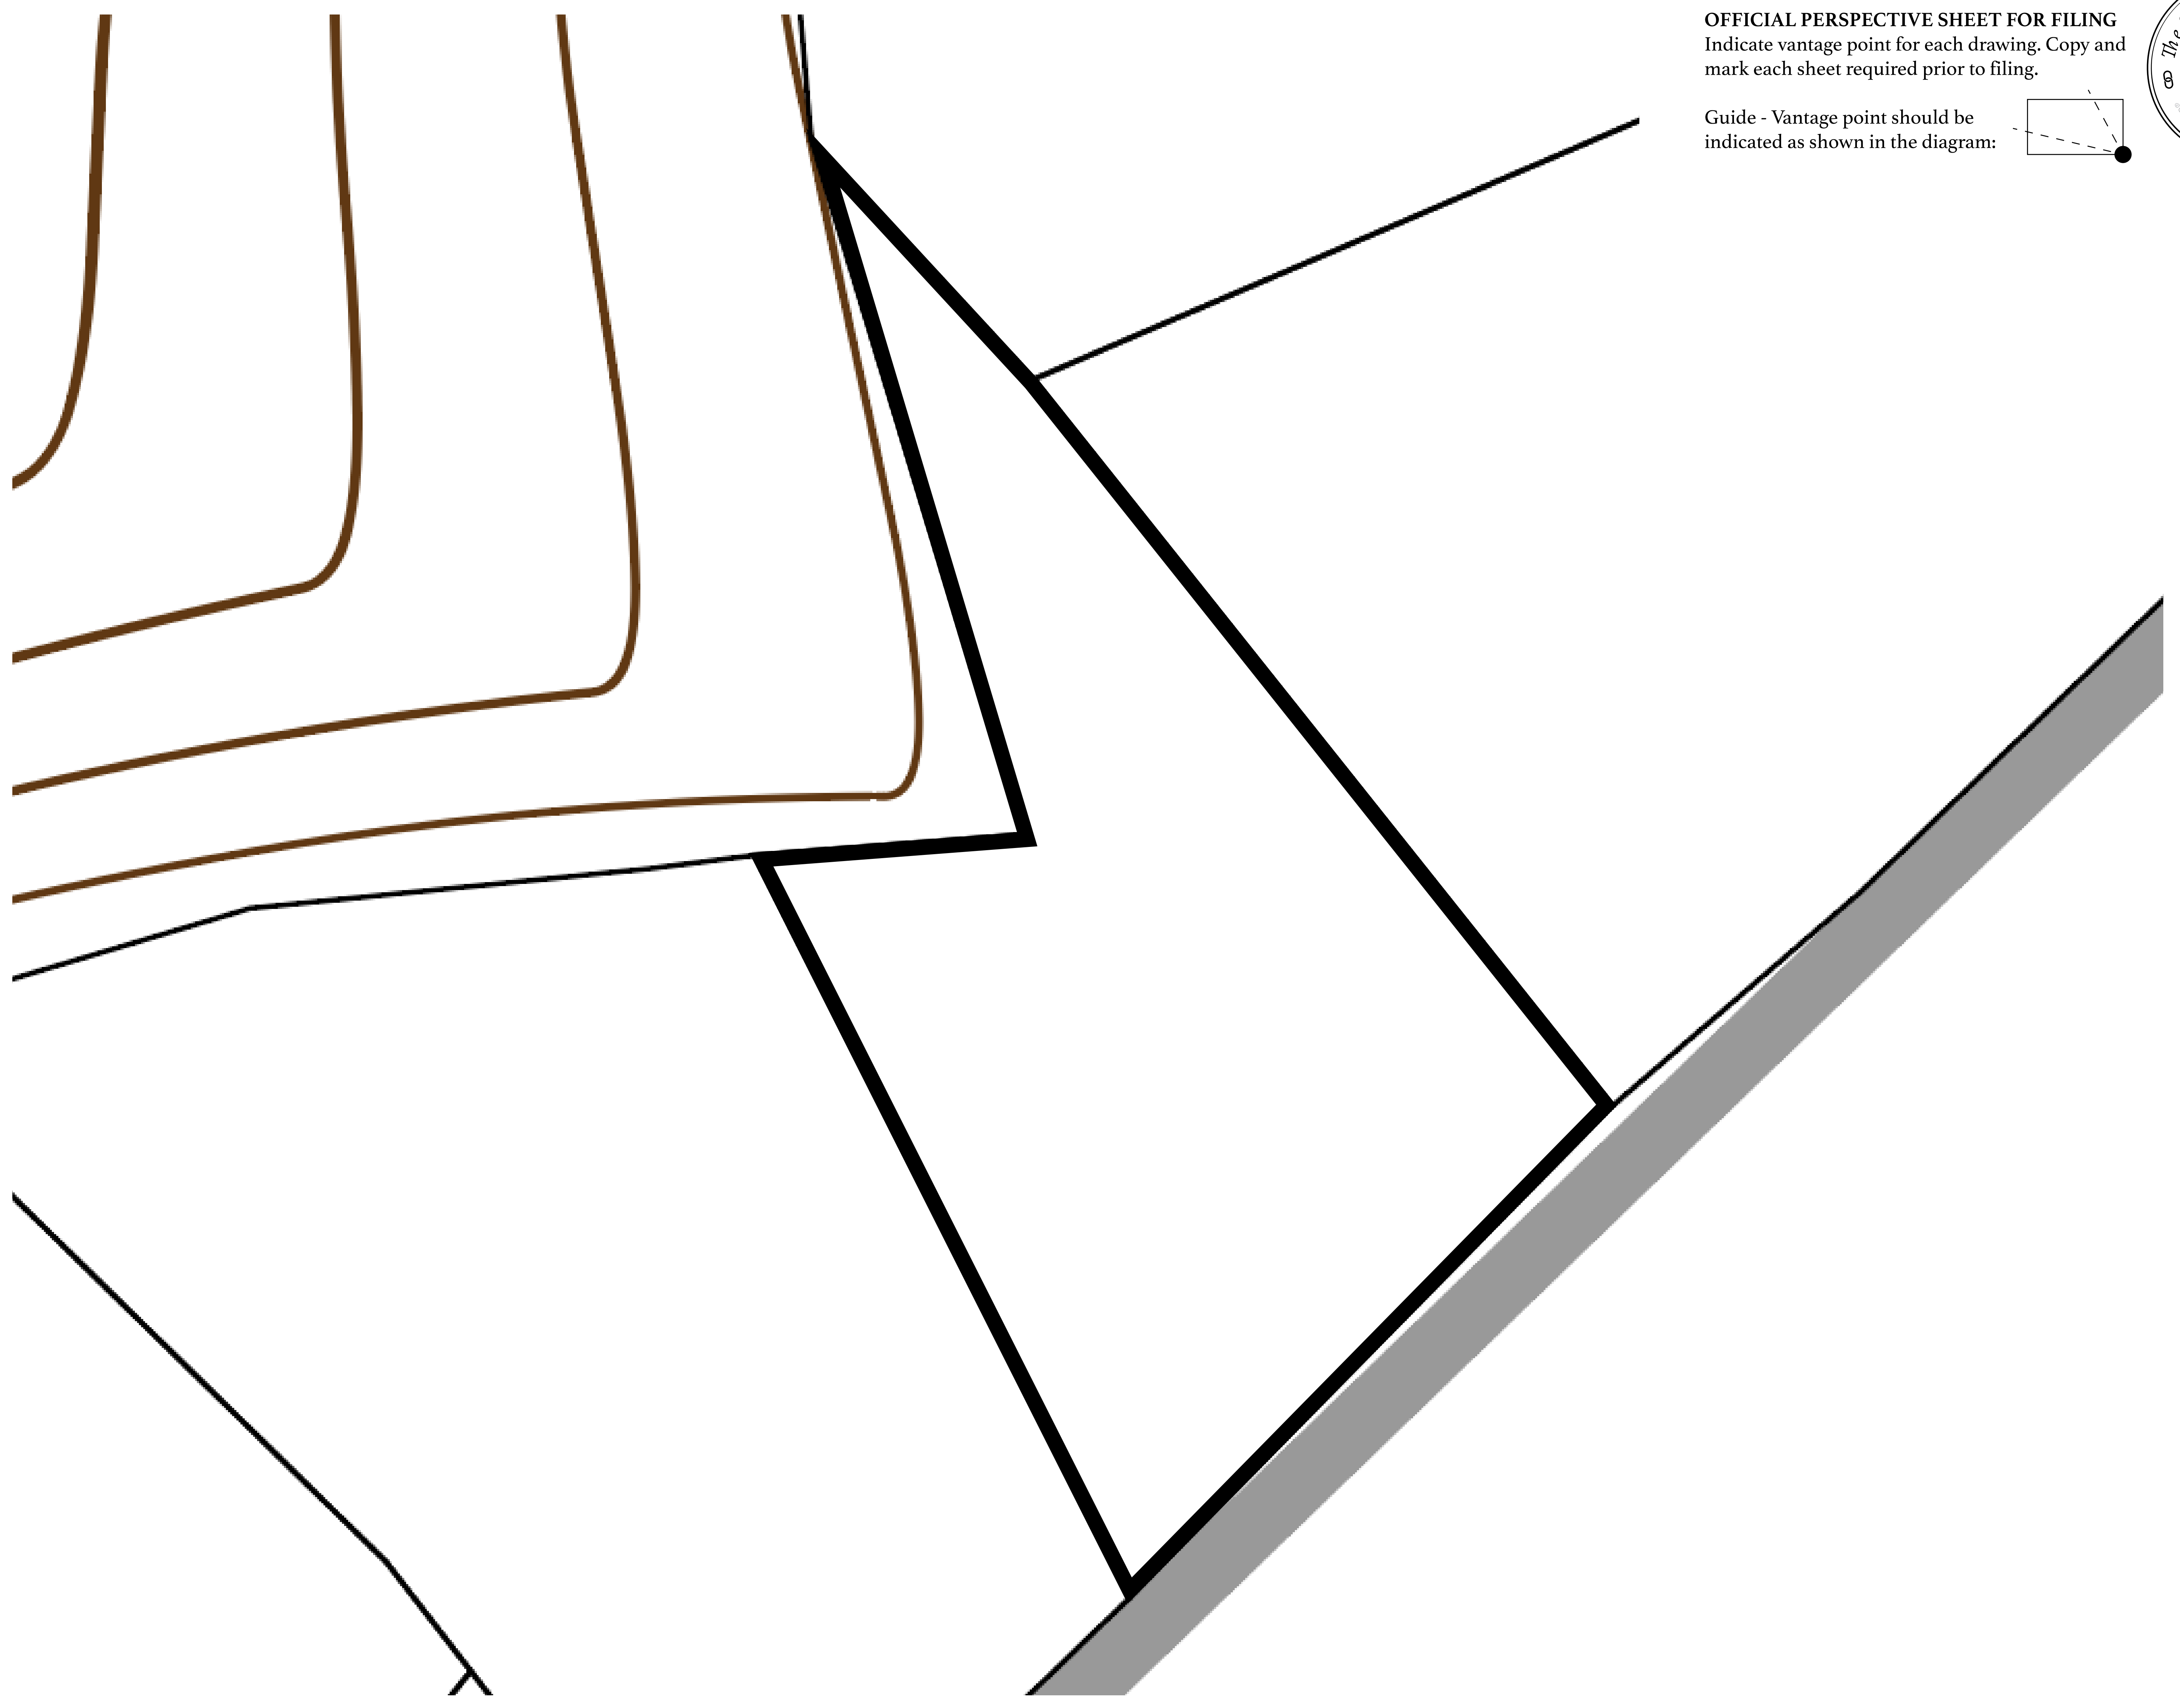 OFFICIAL PERSPECTIVE SHEET FOR FILING
Indicate vantage point for each drawing. Copy and
mark each sheet required prior to filing.
Guide - Vantage point should be
indicated as shown in the diagram:
The